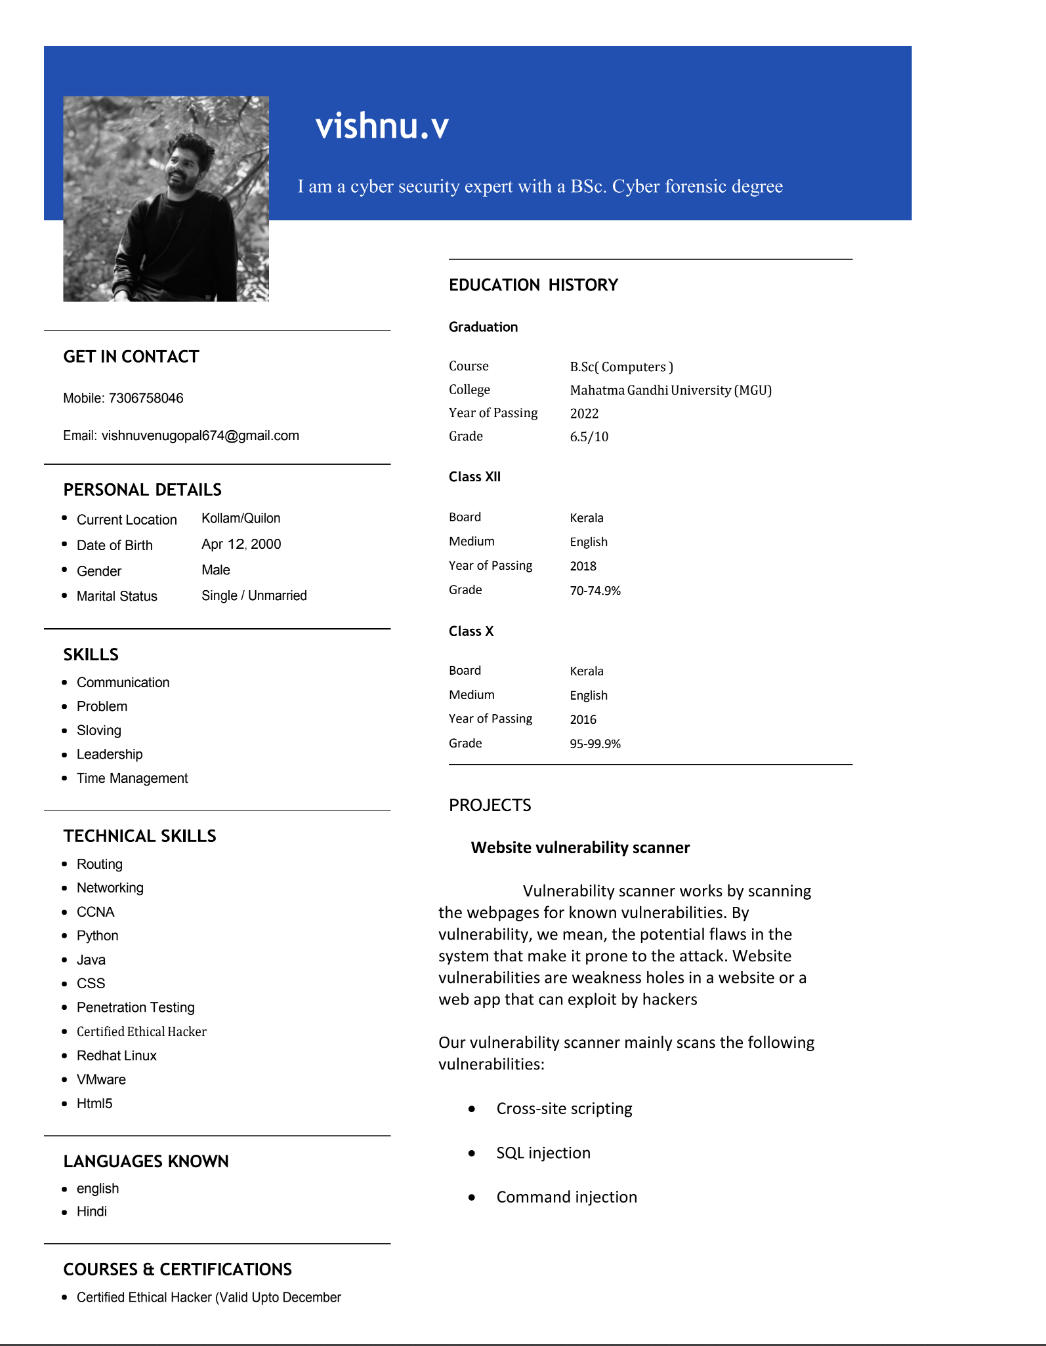 vishnu.v
I am a cyber security expert with a BSc. Cyber forensic degree
GET IN CONTACT
Mobile: 7306758046
Email: vishnuvenugopal674@gmail.com
PERSONAL DETAILS
• Current Location Kollam/Quilon
• Date of Birth Apr 12, 2000
• Gender Male
• Marital Status Single / Unmarried
SKILLS
• Communication
• Problem
• Sloving
• Leadership
• Time Management
TECHNICAL SKILLS
• Routing
• Networking
• CCNA
• Python
• Java
• CSS
• Penetration Testing
• Certified Ethical Hacker
• Redhat Linux
• VMware
• Html5
LANGUAGES KNOWN
• english
• Hindi
COURSES & CERTIFICATIONS
• Certified Ethical Hacker (Valid Upto December
EDUCATION HISTORY
Graduation
Course B.Sc( Computers )
College Mahatma Gandhi University (MGU)
Year of Passing 2022
Grade 6.5/10
Class XII
Board Kerala
Medium English
Year of Passing 2018
Grade 70-74.9%
Class X
Board Kerala
Medium English
Year of Passing 2016
Grade 95-99.9%
PROJECTS
Website vulnerability scanner
Vulnerability scanner works by scanning
the webpages for known vulnerabilities. By
vulnerability, we mean, the potential flaws in the
system that make it prone to the attack. Website
vulnerabilities are weakness holes in a website or a
web app that can exploit by hackers
Our vulnerability scanner mainly scans the following
vulnerabilities:
• Cross-site scripting
• SQL injection
• Command injection